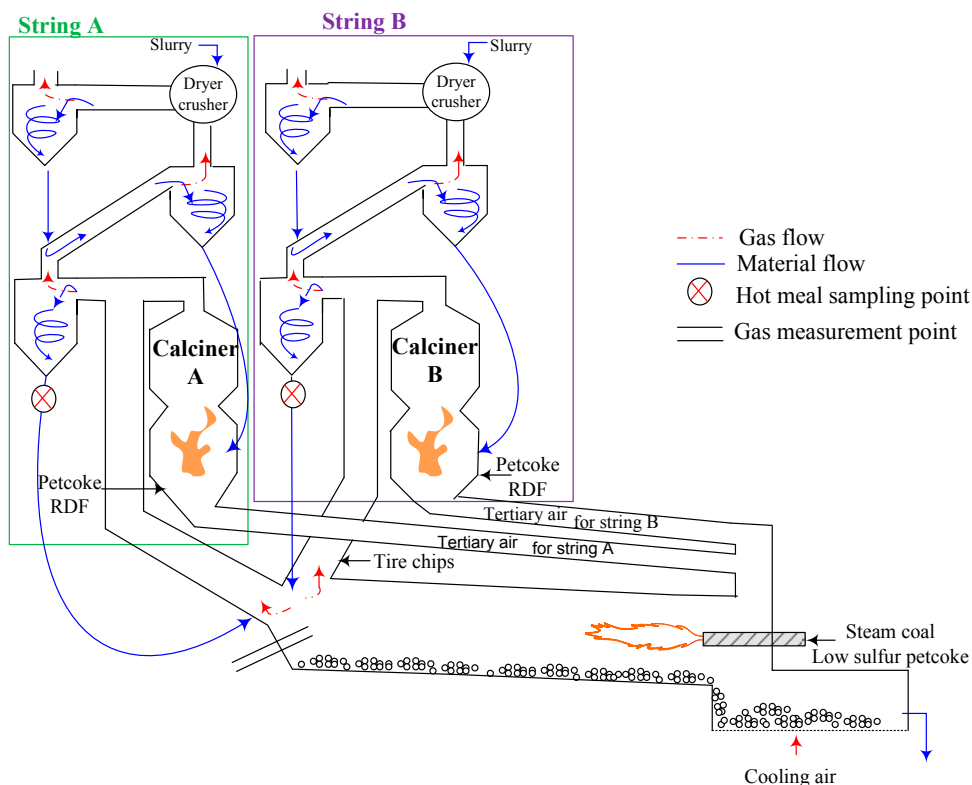 String A
String B
Slurry
Slurry
Dryer
crusher
Dryer
crusher
Gas flow
Material flow
Hot meal sampling point
Gas measurement point
Calciner
A
Calciner
B
Petcoke
RDF
Petcoke
RDF
Tertiary air for string B
Tertiary air for string A
Tire chips
Steam coal
Low sulfur petcoke
Cooling air